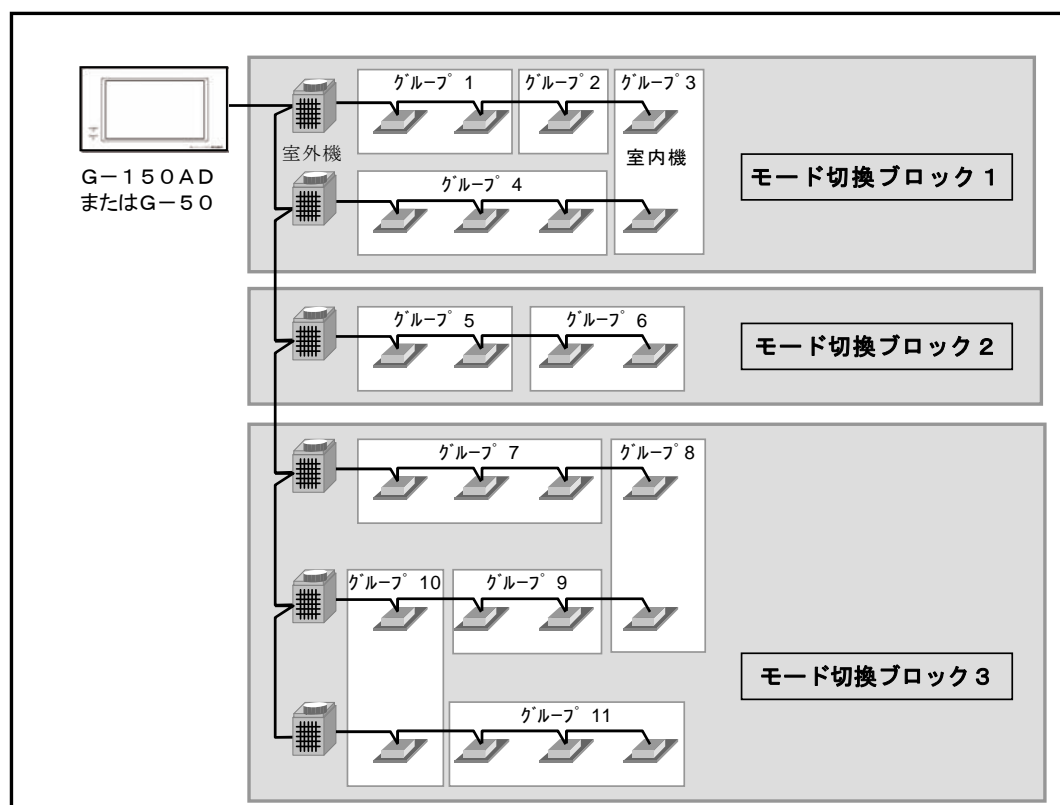 グループ 1
グループ 2
グループ 3
室外機
室内機
モード切換ブロック1
G-150AD
またはG-50
グループ 4
グループ 5
グループ 6
モード切換ブロック2
グループ 7
グループ 8
グループ 10
グループ 9
モード切換ブロック3
グループ 11